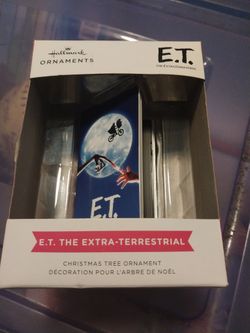 Hallmark
ORNAMENTS
E.T.
THE EXTRA-TERRESTRIAL
E.T.
E.T. THE EXTRA-TERRESTRIAL
CHRISTMAS TREE ORNAMENT
DÉCORATION POUR L'ARBRE DE NOËL